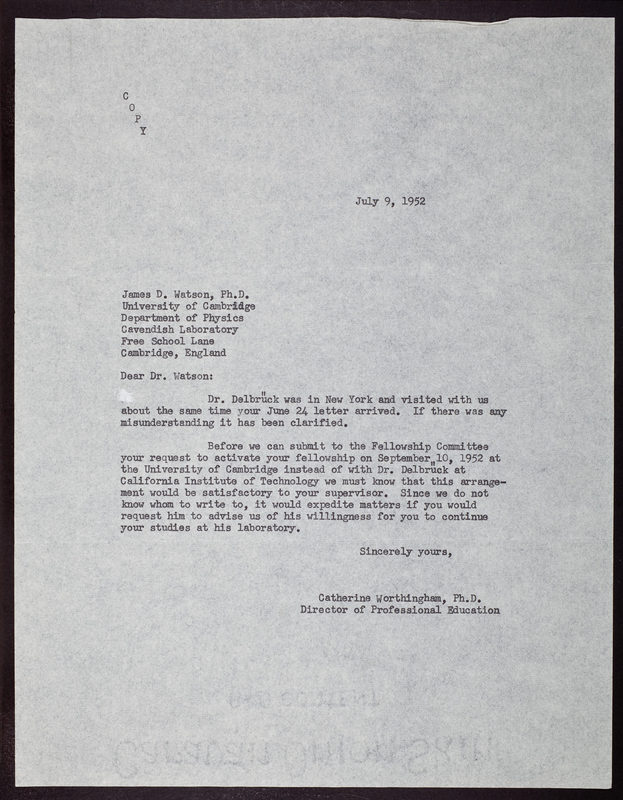 C
O
P
Y
July 9, 1952
James D. Watson, Ph.D.
University of Cambridge
Department of Physics
Cavendish Laboratory
Free School Lane
Cambridge, England
Dear Dr. Watson:
Dr. Delbrück was in New York and visited with us
about the same time your June 24 letter arrived. If there was any
misunderstanding it has been clarified.
Before we can submit to the Fellowship Committee
your request to activate your fellowship on September 10, 1952 at
the University of Cambridge instead of with Dr. Delbrück at
California Institute of Technology we must know that this arrange-
ment would be satisfactory to your supervisor. Since we do not
know whom to write to, it would expedite matters if you would
request him to advise us of his willingness for you to continue
your studies at his laboratory.
Sincerely yours,
Catherine Worthingham, Ph.D.
Director of Professional Education